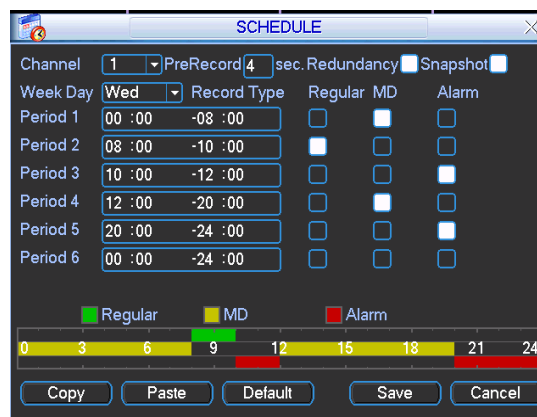 SCHEDULE
Channel 1 PreRecord 4 sec. Redundancy Snapshot
Week Day Wed Record Type Regular MD Alarm
Period 1 00 :00 -08 :00
Period 2 08 :00 -10 :00
Period 3 10 :00 -12 :00
Period 4 12 :00 -20 :00
Period 5 20 :00 -24 :00
Period 6 00 :00 -24 :00
Regular MD Alarm
0 3 6 9 12 15 18 21 24
Copy Paste Default Save Cancel